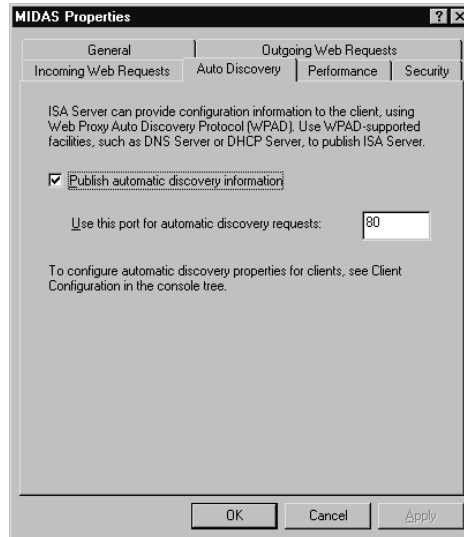 MIDAS Properties
General
Outgoing Web Requests
Incoming Web Requests
Auto Discovery
Performance
Security
ISA Server can provide configuration information to the client, using
Web Proxy Auto Discovery Protocol (WPAD). Use WPAD-supported
facilities, such as DNS Server or DHCP Server, to publish ISA Server.
Publish automatic discovery information
Use this port for automatic discovery requests:
80
To configure automatic discovery properties for clients, see Client
Configuration in the console tree.
OK
Cancel
Apply